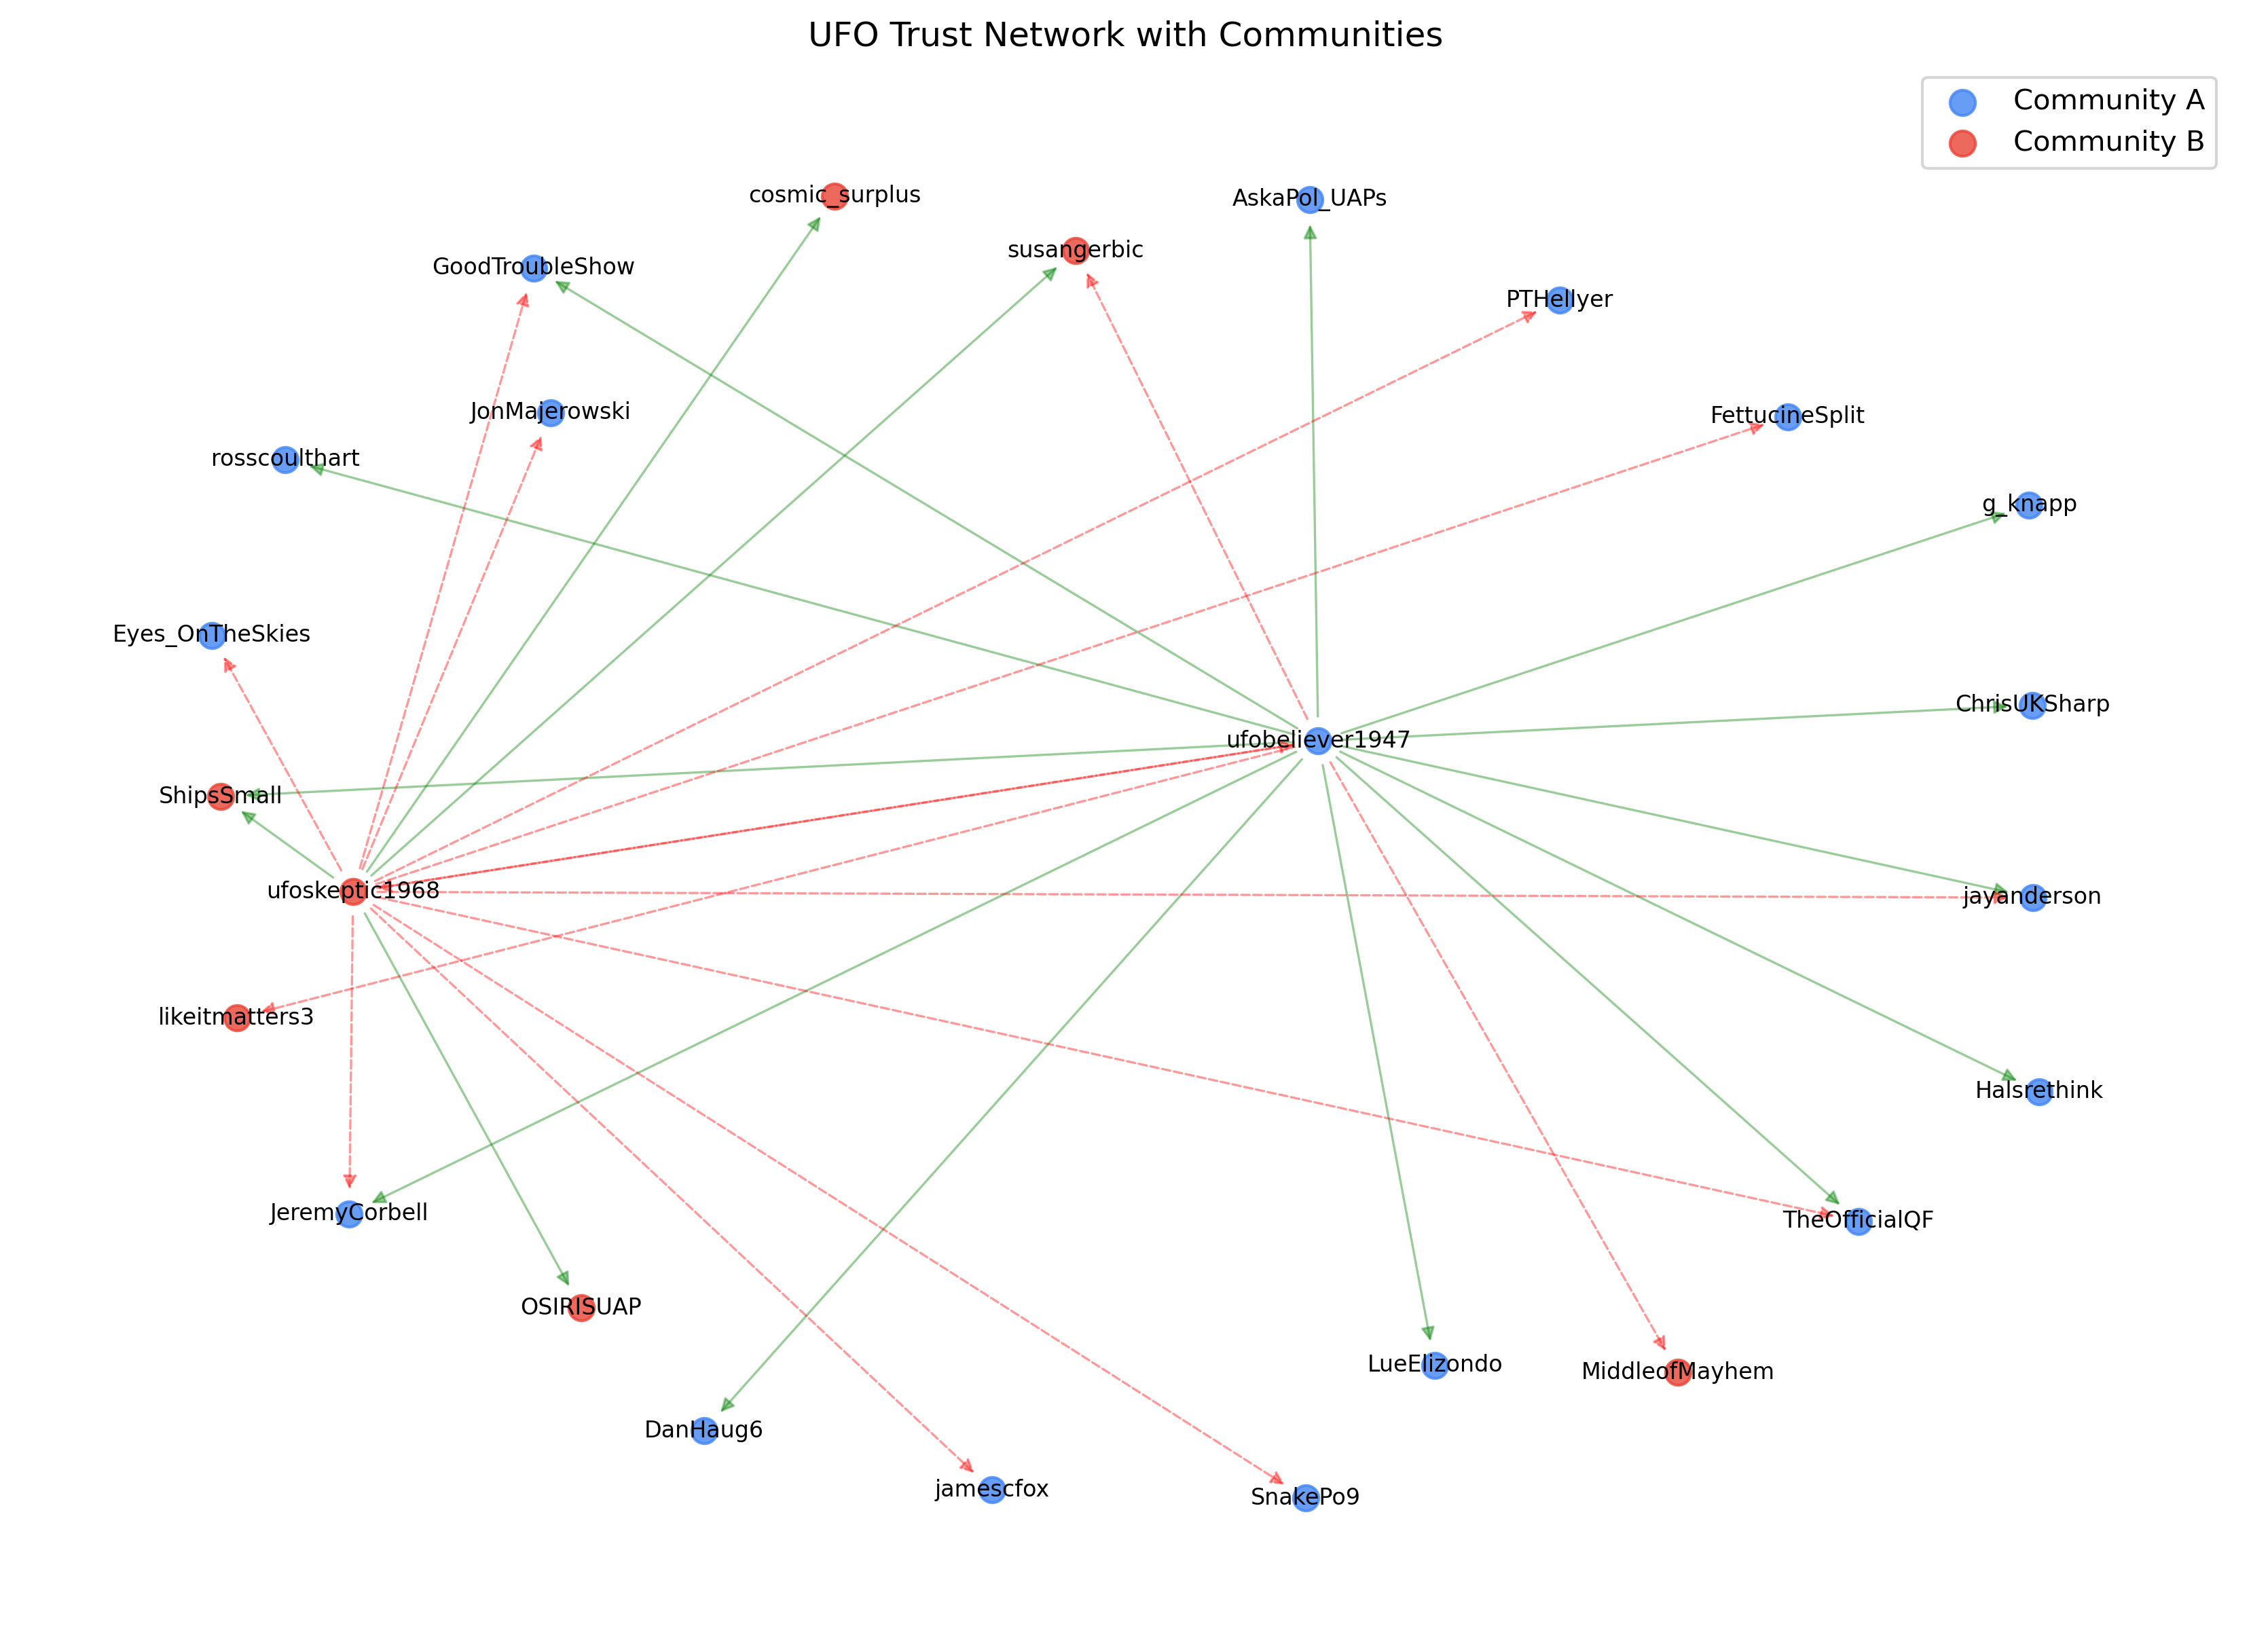 UFO Trust Network with Communities
Community A
Community B
cosmic_surplus
AskaPol_UAPs
susangerbic
GoodTroubleShow
PTHellyer
JonMajerowski
FettucineSplit
rosscoulthart
g_knapp
Eyes_OnTheSkies
ChrisUKSharp
ufobeliever1947
ShipsSmall
ufoskeptic1968
jayanderson
likeitmatters3
Halsrethink
JeremyCorbell
TheOfficialQF
OSIRISUAP
LueElizondo
MiddleofMayhem
DanHaug6
jamescfox
SnakePo9